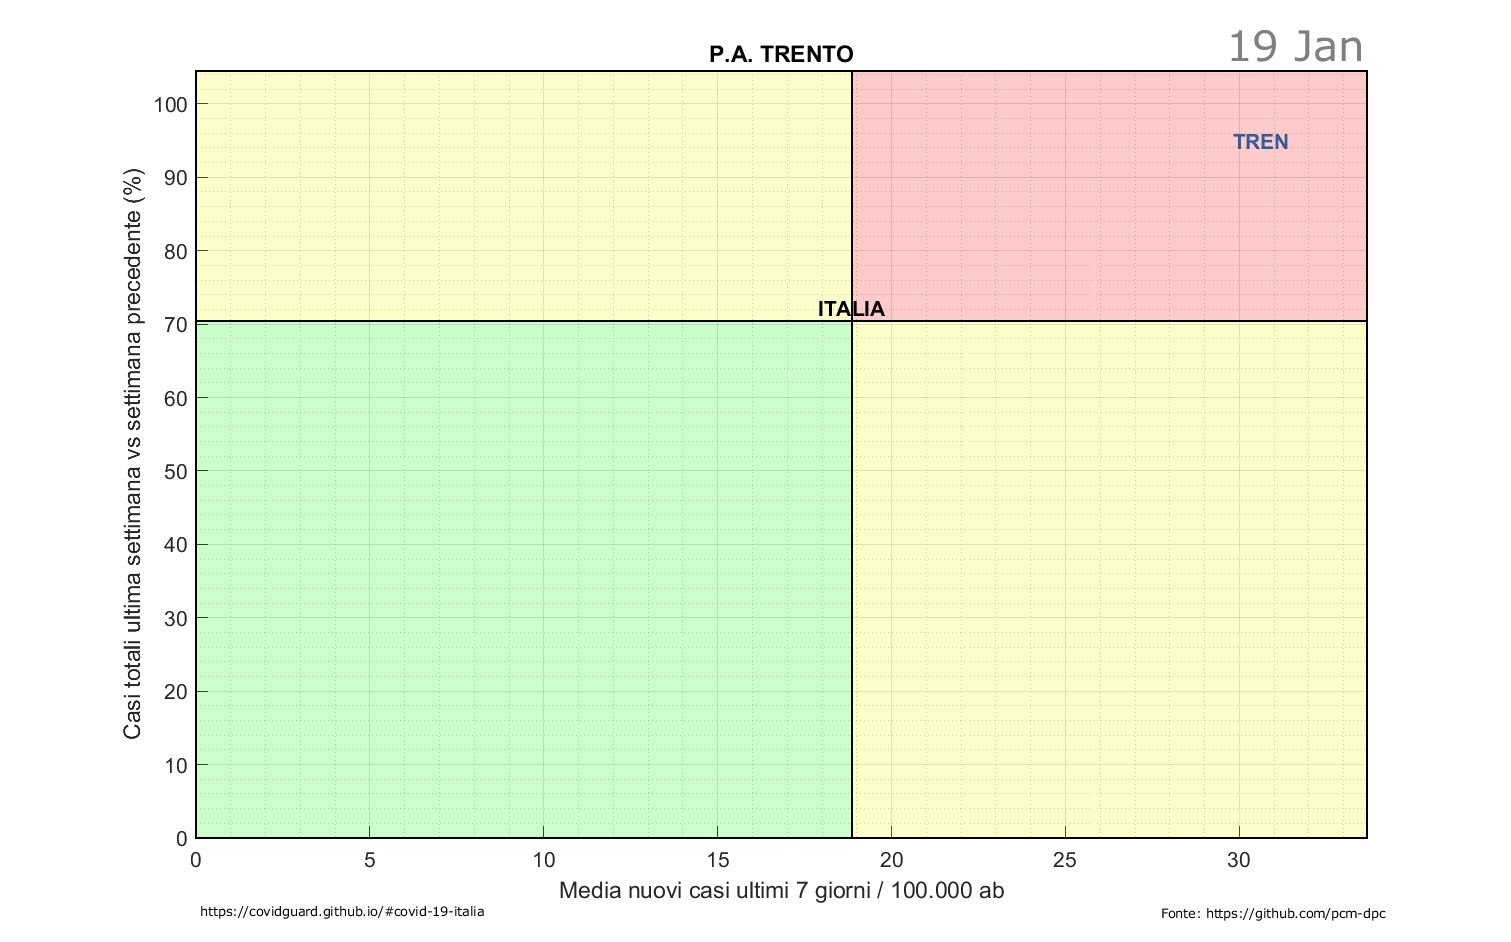 19 Jan
P.A. TRENTO
100
90
80
70
60
50
40
30
20
10
0
Casi totali ultima settimana vs settimana precedente (%)
TREN
ITALIA
0 5 10 15 20 25 30
Media nuovi casi ultimi 7 giorni / 100.000 ab
https://covidguard.github.io/#covid-19-italia
Fonte: https://github.com/pcm-dpc